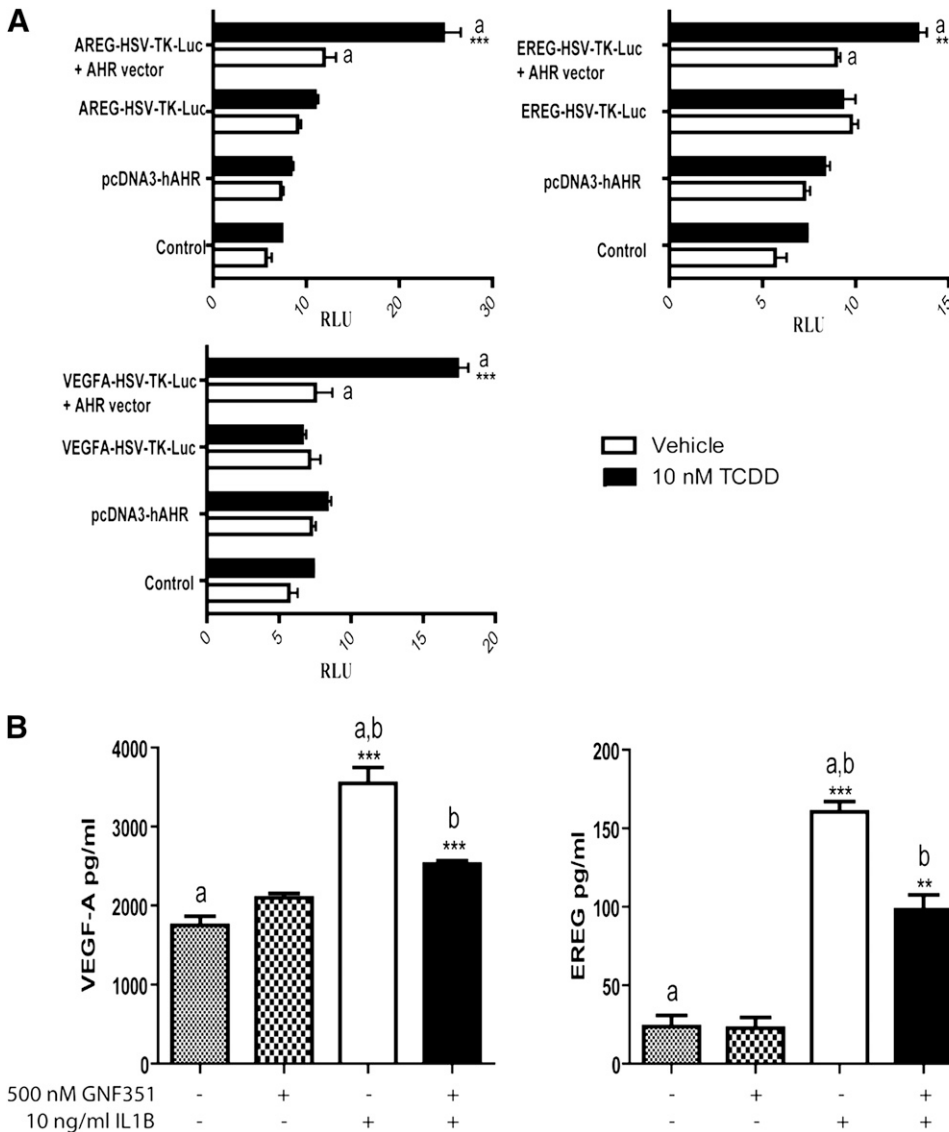 A
AREG-HSV-TK-Luc
+ AHR vector
AREG-HSV-TK-Luc
pcDNA3-hAHR
Control
a
***
a
0 10 20 30
RLU
EREG-HSV-TK-Luc
+ AHR vector
EREG-HSV-TK-Luc
pcDNA3-hAHR
Control
a
**
a
0 5 10 15
RLU
VEGFA-HSV-TK-Luc
+ AHR vector
VEGFA-HSV-TK-Luc
pcDNA3-hAHR
Control
a
***
a
0 5 10 15 20
RLU
Vehicle
10 nM TCDD
B
VEGF-A pg/ml
4000
3000
2000
1000
0
a
a,b
***
b
***
EREG pg/ml
200
150
100
50
0
a
a,b
***
b
**
500 nM GNF351 - + - + - + - +
10 ng/ml IL1B - - + + - - + +